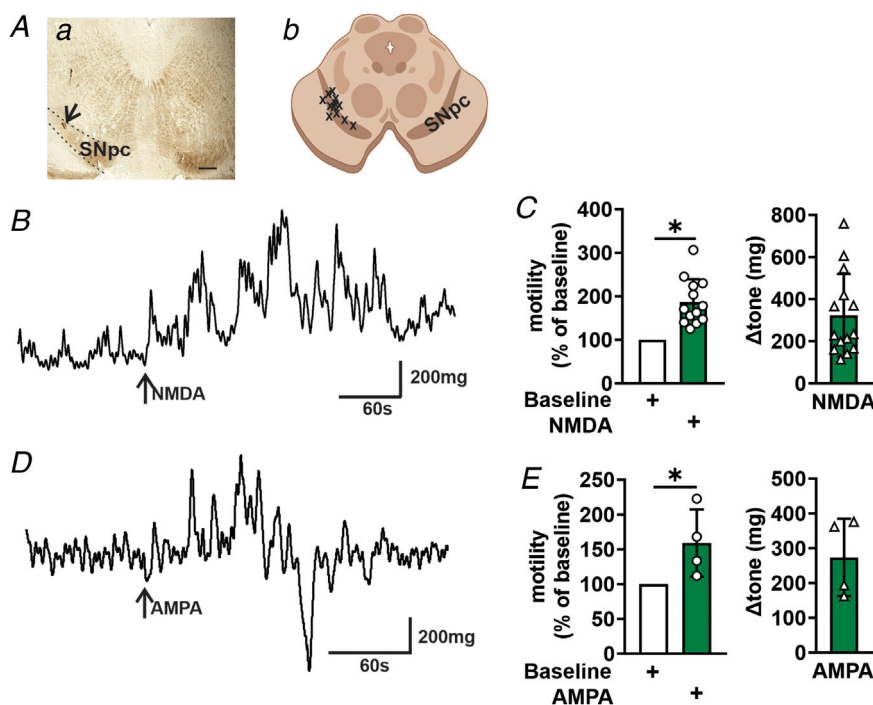 A a
SNpc
b
SNpc
B
NMDA
60s
200mg
C
motility
(% of baseline)
400
300
200
100
0
*
Baseline +
NMDA +
Δtone (mg)
800
600
400
200
0
NMDA
D
AMPA
60s
200mg
E
motility
(% of baseline)
250
200
150
100
50
0
*
Baseline +
AMPA +
Δtone (mg)
500
400
300
200
100
0
AMPA